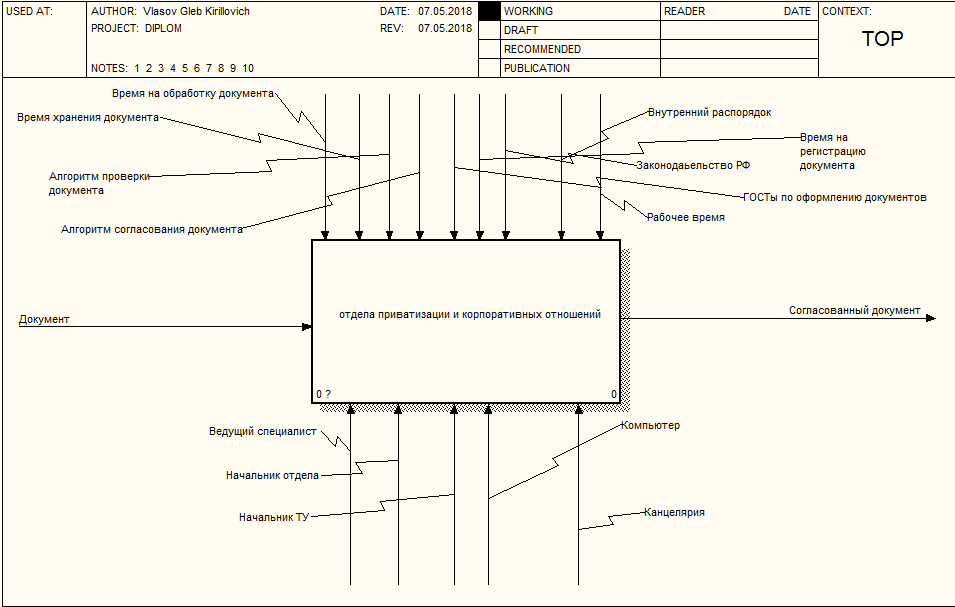 USED AT:
AUTHOR: Vlasov Gleb Kirillovich
DATE: 07.05.2018
PROJECT: DIPLOM
REV: 07.05.2018
NOTES: 1 2 3 4 5 6 7 8 9 10
WORKING
DRAFT
RECOMMENDED
PUBLICATION
READER
DATE
CONTEXT:
TOP
Время на обработку документа
Время хранения документа
Внутренний распорядок
Время на
регистрацию
документа
Законодаьельство РФ
Алгоритм проверки
документа
ГОСТы по оформлению документов
Рабочее время
Алгоритм согласования документа
Документ
отдела приватизации и корпоративных отношений
Согласованный документ
0 ?
0
Ведущий специалист
Компьютер
Начальник отдела
Начальник ТУ
Канцелярия